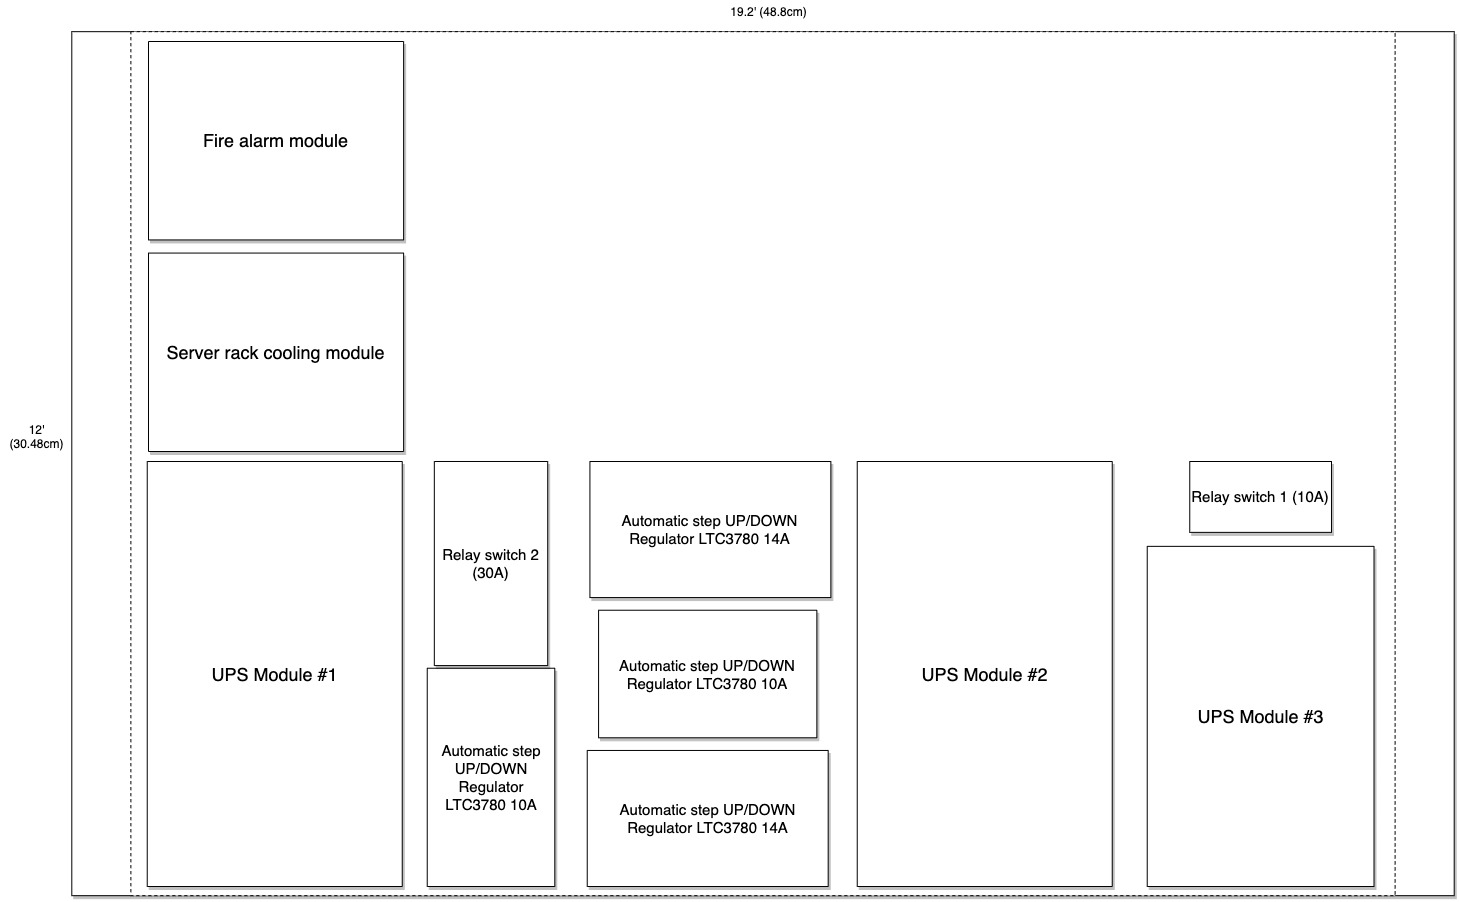 19.2' (48.8cm)
Fire alarm module
Server rack cooling module
12'
(30.48cm)
UPS Module #1
Relay switch 2
(30A)
Automatic step
UP/DOWN
Regulator
LTC3780 10A
Automatic step UP/DOWN
Regulator LTC3780 14A
Automatic step UP/DOWN
Regulator LTC3780 10A
Automatic step UP/DOWN
Regulator LTC3780 14A
UPS Module #2
Relay switch 1 (10A)
UPS Module #3